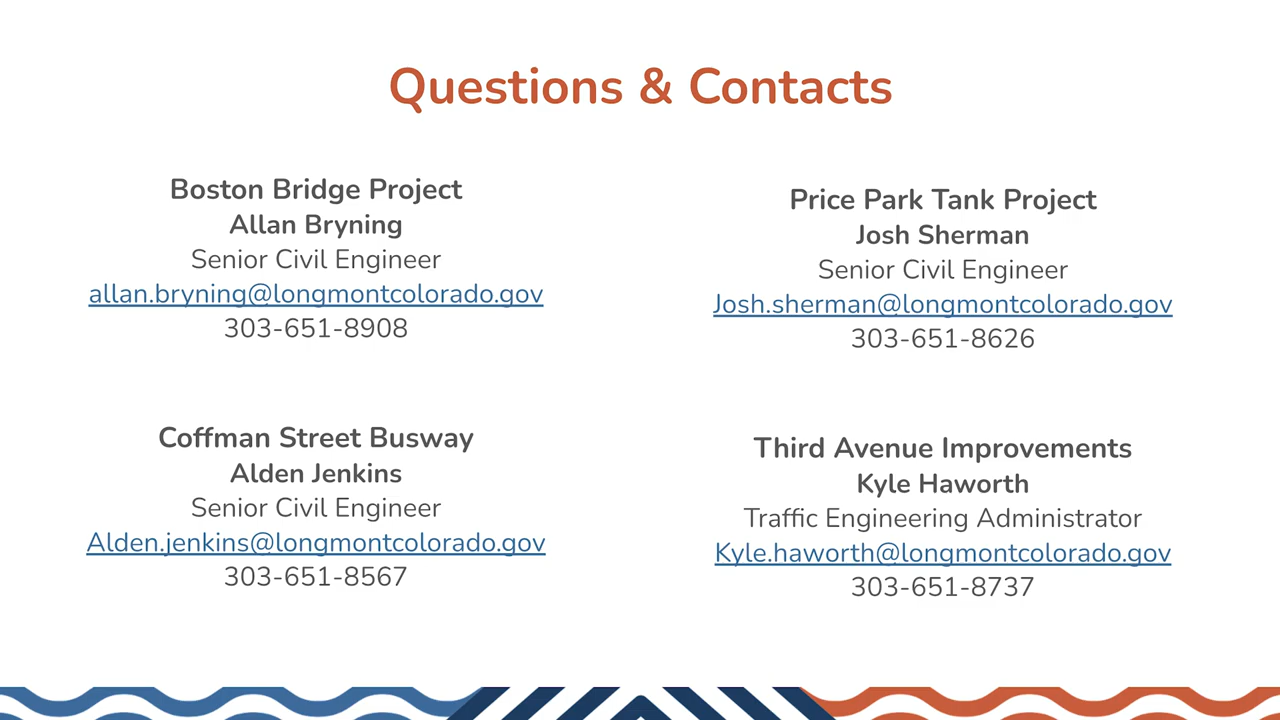 Questions & Contacts
Boston Bridge Project
Allan Bryning
Senior Civil Engineer
allan.bryning@longmontcolorado.gov
303-651-8908
Price Park Tank Project
Josh Sherman
Senior Civil Engineer
Josh.sherman@longmontcolorado.gov
303-651-8626
Coffman Street Busway
Alden Jenkins
Senior Civil Engineer
Alden.jenkins@longmontcolorado.gov
303-651-8567
Third Avenue Improvements
Kyle Haworth
Traffic Engineering Administrator
Kyle.haworth@longmontcolorado.gov
303-651-8737